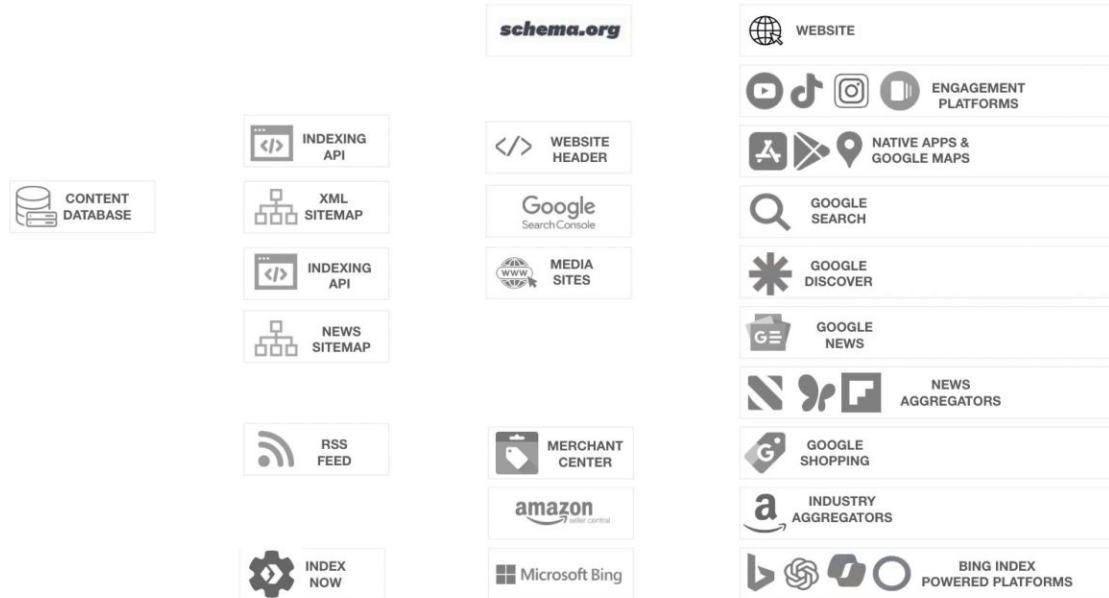 CONTENT
DATABASE
INDEXING
API
XML
SITEMAP
INDEXING
API
NEWS
SITEMAP
RSS
FEED
INDEX
NOW
schema.org
WEBSITE
HEADER
Google
Search Console
WWW
MEDIA
SITES
MERCHANT
CENTER
amazon
seller central
Microsoft Bing
WEBSITE
ENGAGEMENT
PLATFORMS
NATIVE APPS &
GOOGLE MAPS
GOOGLE
SEARCH
GOOGLE
DISCOVER
GE
GOOGLE
NEWS
NEWS
AGGREGATORS
G
GOOGLE
SHOPPING
a
INDUSTRY
AGGREGATORS
BING INDEX
POWERED PLATFORMS